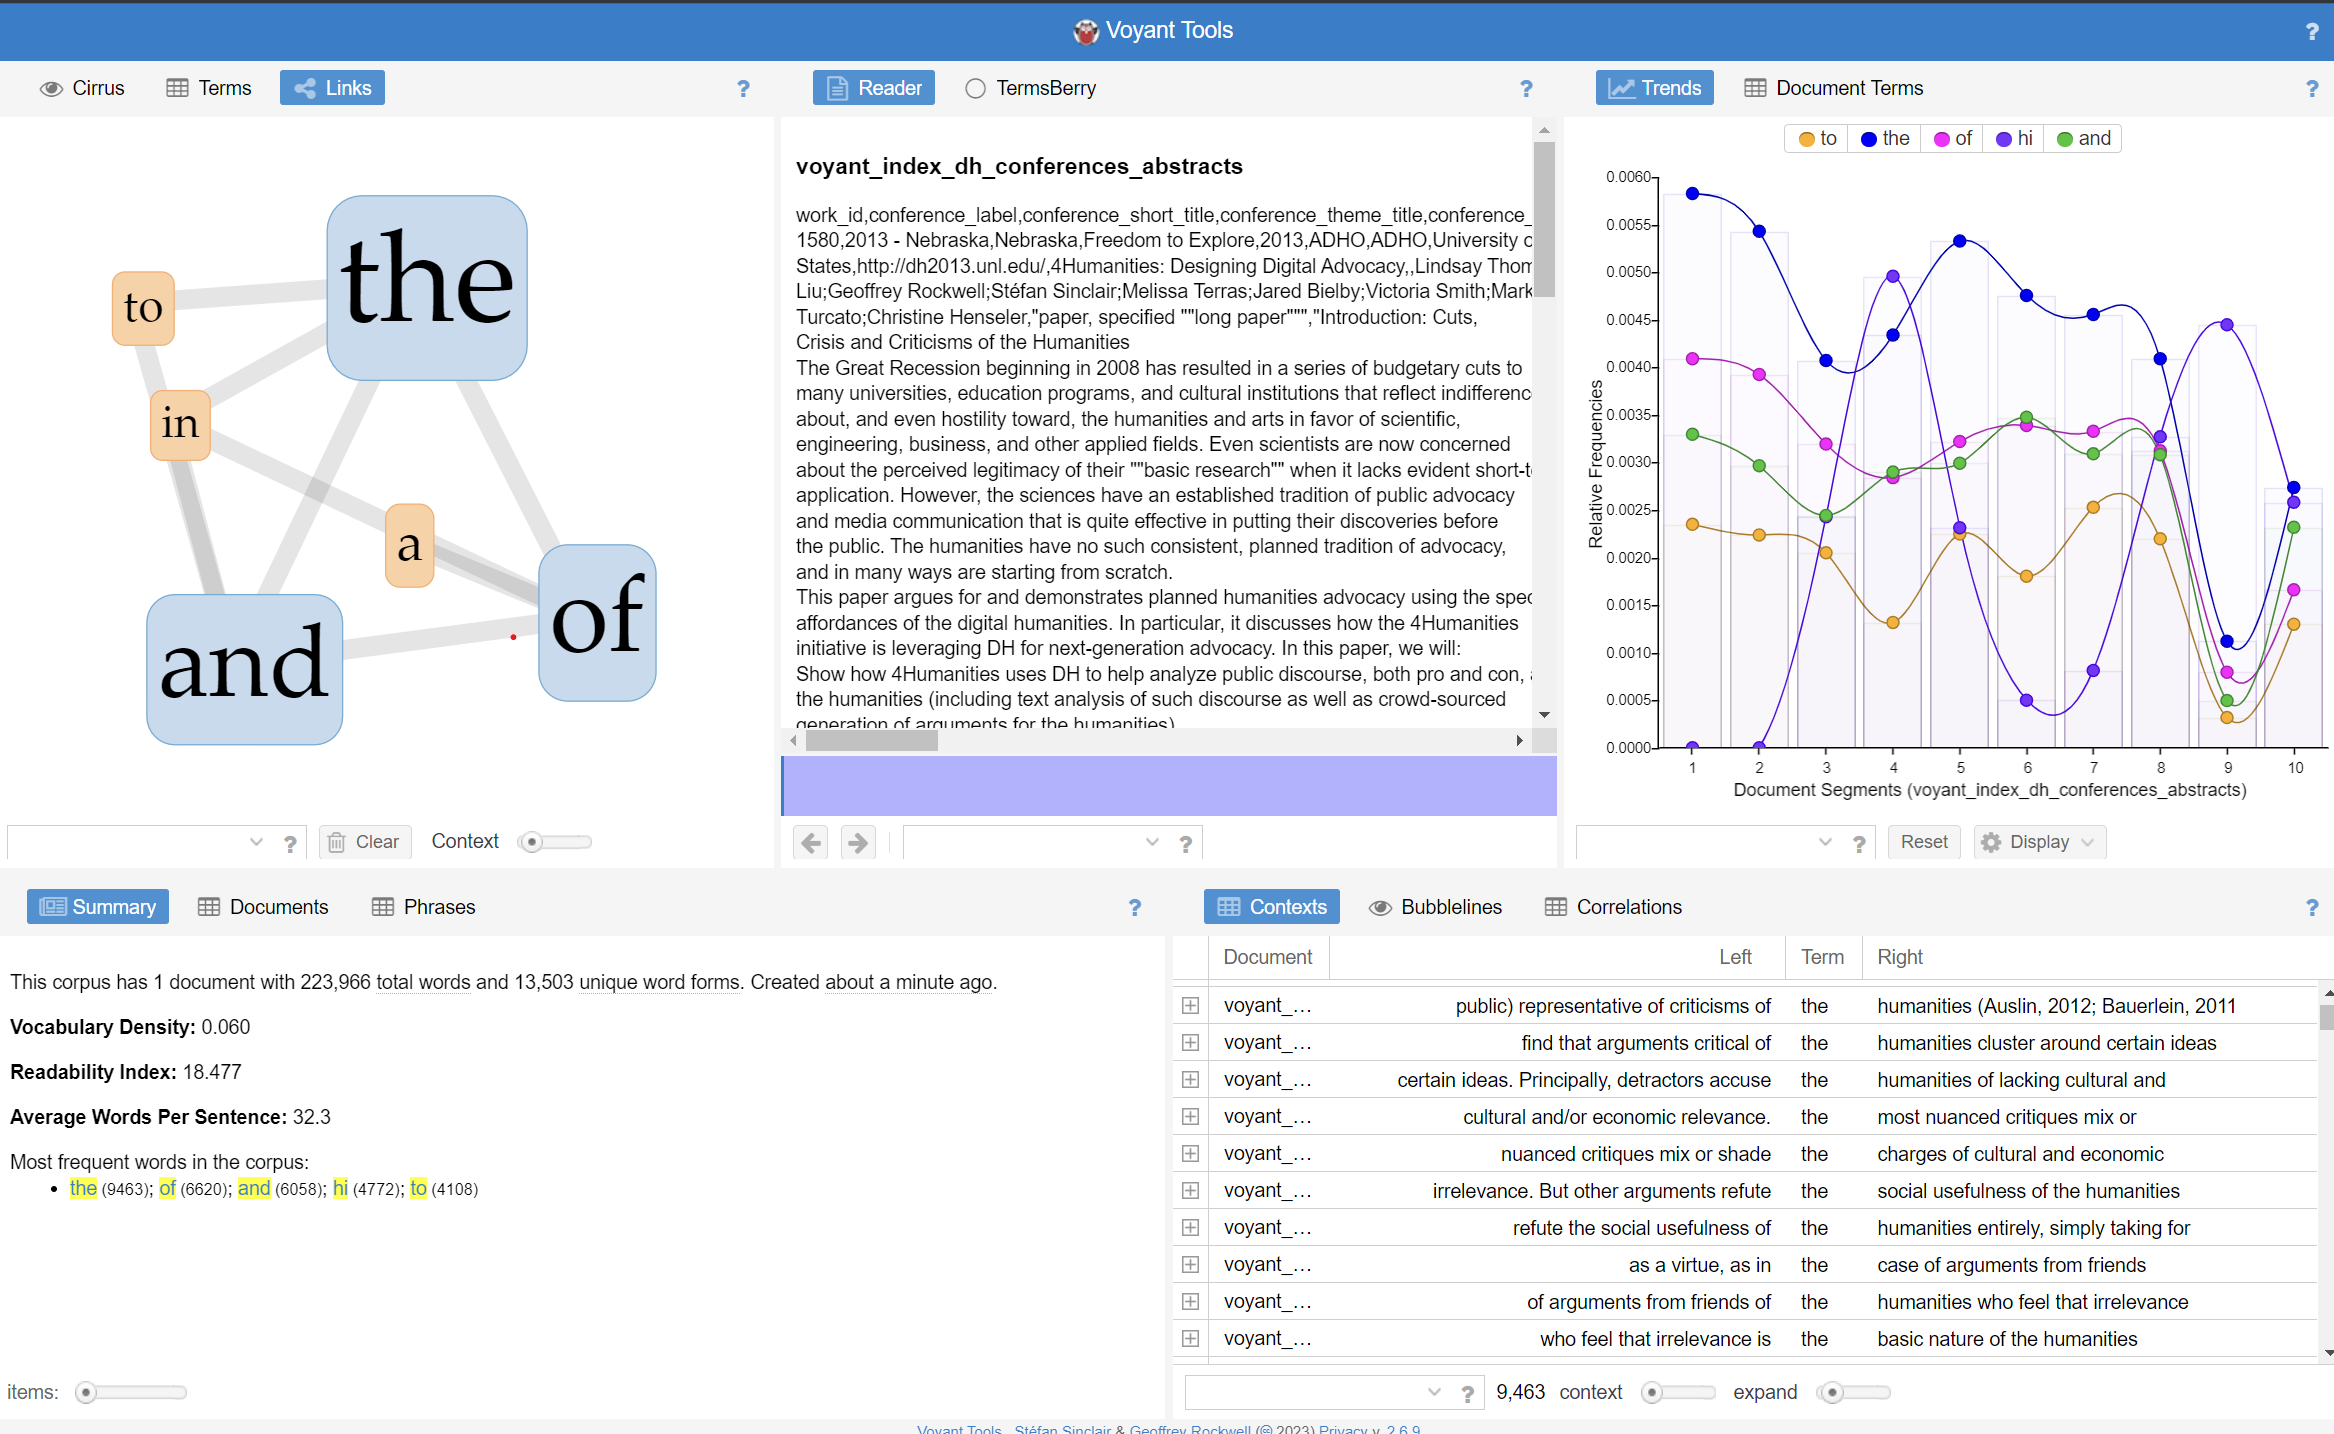 Voyant Tools
?
Cirrus
Terms
Links
?
the
to
in
a
of
and
Clear
Context
?
Reader
TermsBerry
?
voyant_index_dh_conferences_abstracts
work_id,conference_label,conference_short_title,conference_theme_title,conference_
1580,2013 - Nebraska,Nebraska,Freedom to Explore,2013,ADHO,ADHO,University
States,http://dh2013.unl.edu/,4Humanities: Designing Digital Advocacy,,Lindsay
Liu;Geoffrey Rockwell;Stéfan Sinclair;Melissa Terras;Jared Bielby;Victoria Smith;Mark
Turcato;Christine Henseler,"paper, specified ""long paper""","Introduction: Cuts,
Crisis and Criticisms of the Humanities
The Great Recession beginning in 2008 has resulted in a series of budgetary cuts to
many universities, education programs, and cultural institutions that reflect indifferenc
about, and even hostility toward, the humanities and arts in favor of scientific,
engineering, business, and other applied fields. Even scientists are now concerned
about the perceived legitimacy of their ""basic research"" when it lacks evident short-t
application. However, the sciences have an established tradition of public advocacy
and media communication that is quite effective in putting their discoveries before
the public. The humanities have no such consistent, planned tradition of advocacy,
and in many ways are starting from scratch.
This paper argues for and demonstrates planned humanities advocacy using the spec
affordances of the digital humanities. In particular, it discusses how the 4Humanities
initiative is leveraging DH for next-generation advocacy. In this paper, we will:
Show how 4Humanities uses DH to help analyze public discourse, both pro and con,
the humanities (including text analysis of such discourse as well as crowd-sourced
generation of arguments for the humanities)
?
Trends
Document Terms
?
to
the
of
hi
and
0.0060
0.0055
0.0050
0.0045
0.0040
0.0035
0.0030
0.0025
0.0020
0.0015
0.0010
0.0005
0.0000
Relative Frequencies
1 2 3 4 5 6 7 8 9 10
Document Segments (voyant_index_dh_conferences_abstracts)
?
Reset
Display
Summary
Documents
Phrases
?
This corpus has 1 document with 223,966 total words and 13,503 unique word forms. Created about a minute ago.
Vocabulary Density: 0.060
Readability Index: 18.477
Average Words Per Sentence: 32.3
Most frequent words in the corpus:
• the (9463); of (6620); and (6058); hi (4772); to (4108)
items:
Contexts
Bubblelines
Correlations
?
Document Left Term Right
voyant_... public) representative of criticisms of the humanities (Auslin, 2012; Bauerlein, 2011
voyant_... find that arguments critical of the humanities cluster around certain ideas
voyant_... certain ideas. Principally, detractors accuse the humanities of lacking cultural and
voyant_... cultural and/or economic relevance. the most nuanced critiques mix or
voyant_... nuanced critiques mix or shade the charges of cultural and economic
voyant_... irrelevance. But other arguments refute the social usefulness of the humanities
voyant_... refute the social usefulness of the humanities entirely, simply taking for
voyant_... as a virtue, as in the case of arguments from friends
voyant_... of arguments from friends of the humanities who feel that irrelevance
voyant_... who feel that irrelevance is the basic nature of the humanities
?
9,463 context expand
Voyant Tools , Stéfan Sinclair & Geoffrey Rockwell (© 2023) Privacy v. 2.6.9